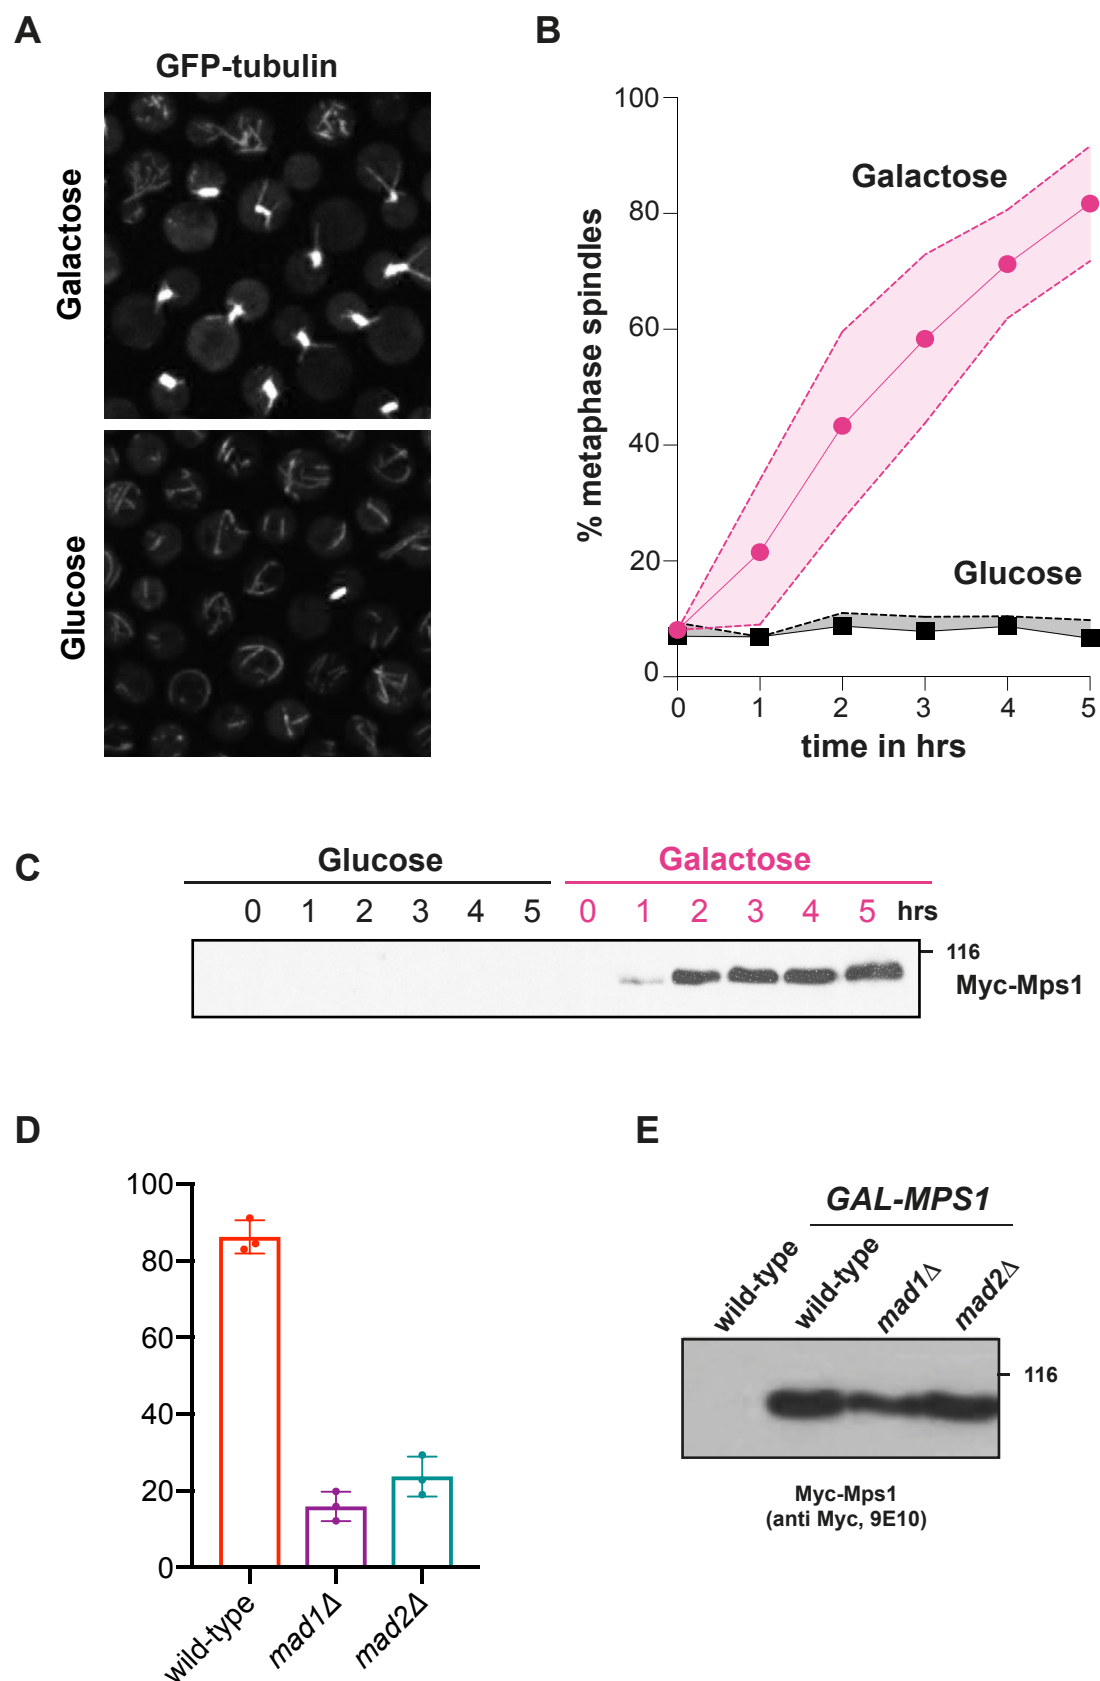 A
GFP-tubulin
Galactose
Glucose
B
100
80
60
40
20
0
% metaphase spindles
Galactose
Glucose
0 1 2 3 4 5
time in hrs
C
Glucose Galactose
0 1 2 3 4 5 0 1 2 3 4 5 hrs
116
Myc-Mps1
D
100
80
60
40
20
0
wild-type
mad1Δ
mad2Δ
E
GAL-MPS1
wild-type
wild-type
mad1Δ
mad2Δ
116
Myc-Mps1
(anti Myc, 9E10)